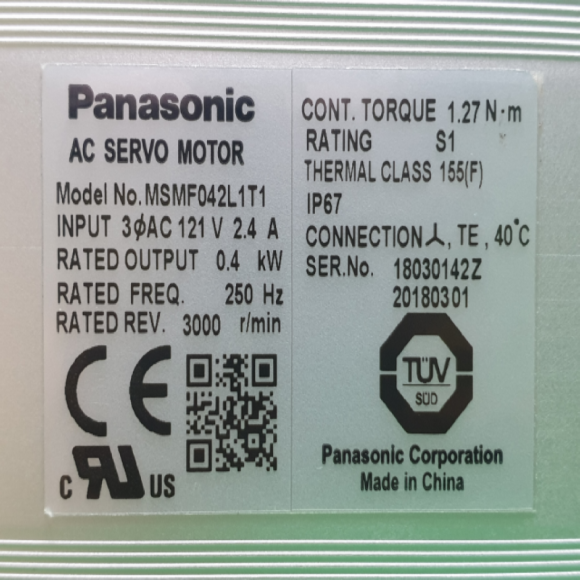 Panasonic
AC SERVO MOTOR
Model No. MSMF042L1T1
INPUT 3ϕAC 121 V 2.4 A
RATED OUTPUT 0.4 kW
RATED FREQ. 250 Hz
RATED REV. 3000 r/min
CE
C RU US
CONT. TORQUE 1.27 N·m
RATING S1
THERMAL CLASS 155(F)
IP67
CONNECTION⅄, TE, 40°C
SER.No. 18030142Z
20180301
TÜV
SÜD
Panasonic Corporation
Made in China